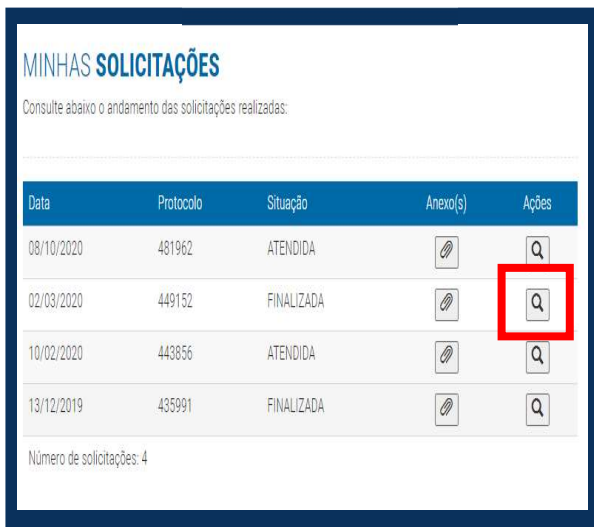 MINHAS SOLICITAÇÕES
Consulte abaixo o andamento das solicitações realizadas:
Data Protocolo Situação Anexo(s) Ações
08/10/2020 481962 ATENDIDA
02/03/2020 449152 FINALIZADA
10/02/2020 443856 ATENDIDA
13/12/2019 435991 FINALIZADA
Número de solicitações: 4